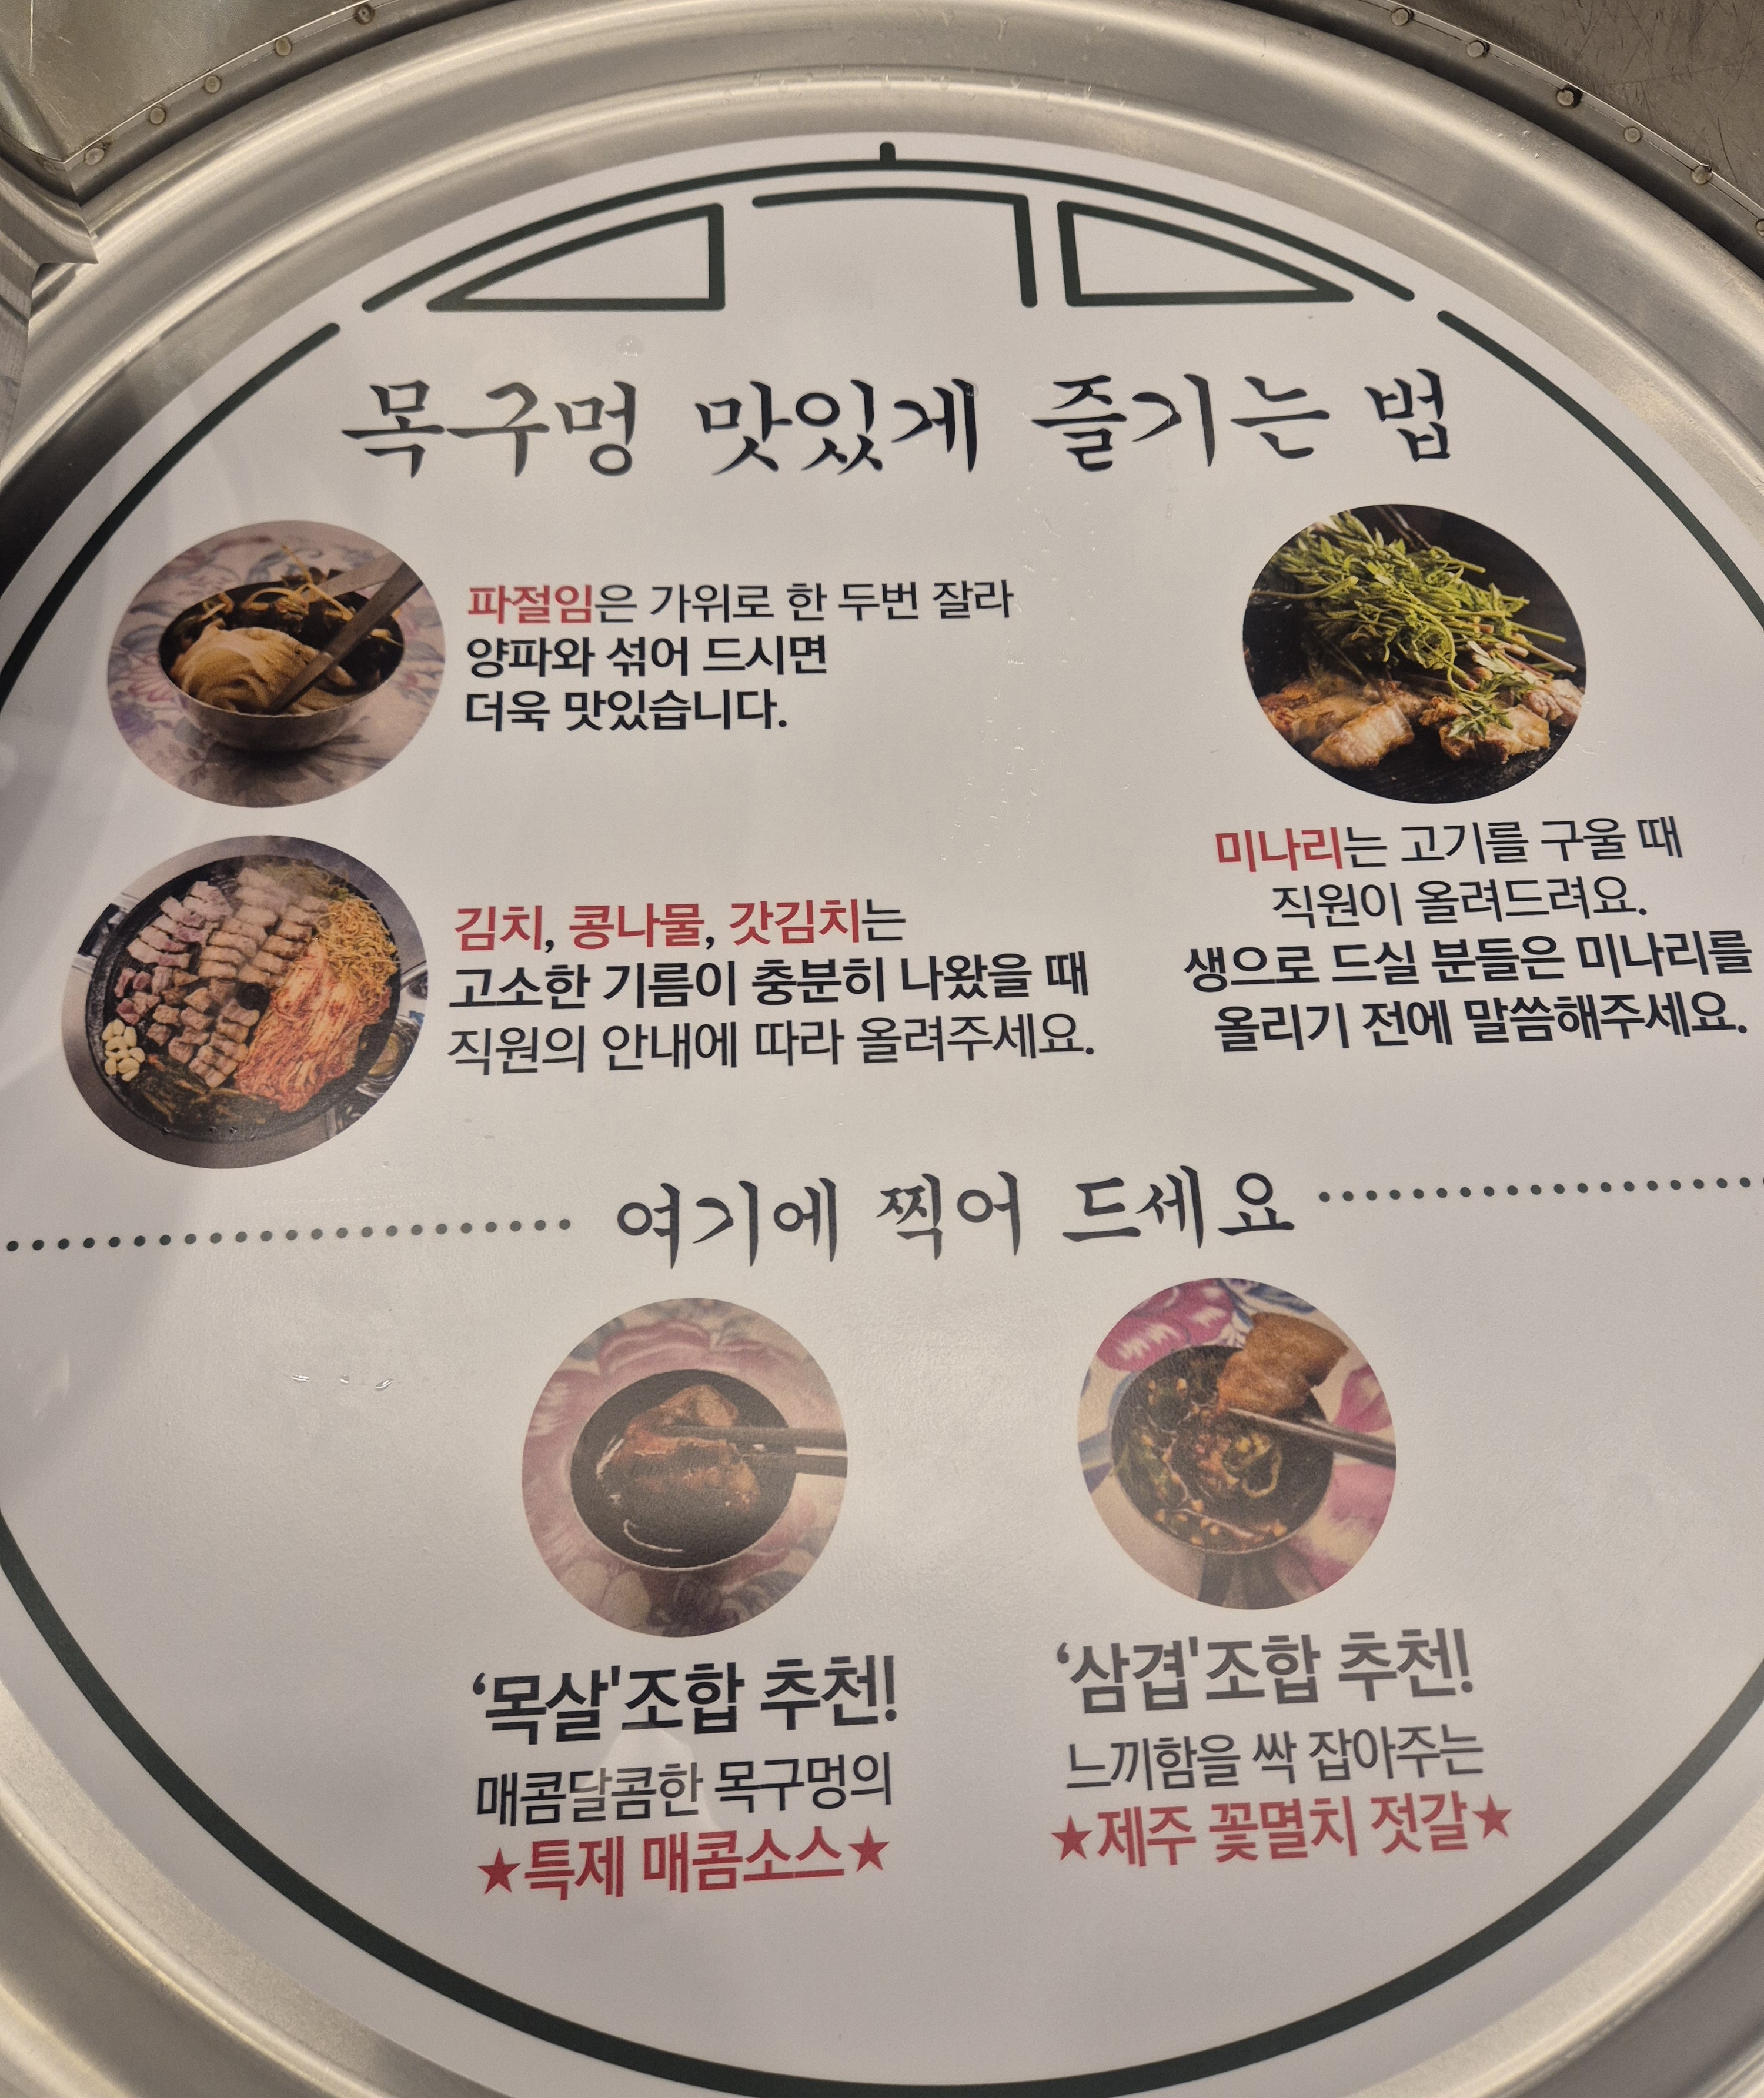 목구멍 맛있게 즐기는 법
파절임은 가위로 한 두번 잘라
양파와 섞어 드시면
더욱 맛있습니다.
김치, 콩나물, 갓김치는
고소한 기름이 충분히 나왔을 때
직원의 안내에 따라 올려주세요.
미나리는 고기를 구울 때
직원이 올려드려요.
생으로 드실 분들은 미나리를
올리기 전에 말씀해주세요.
여기에 찍어 드세요
‘목살'조합 추천!
매콤달콤한 목구멍의
★특제 매콤소스★
‘삼겹'조합 추천!
느끼함을 싹 잡아주는
★제주 꽃멸치 젓갈★